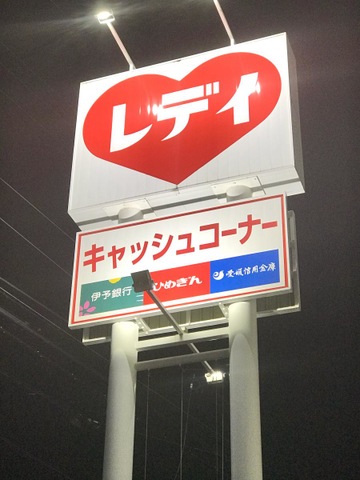 レディ
キャッシュコーナー
伊予銀行
ひめぎん
愛媛信用金庫